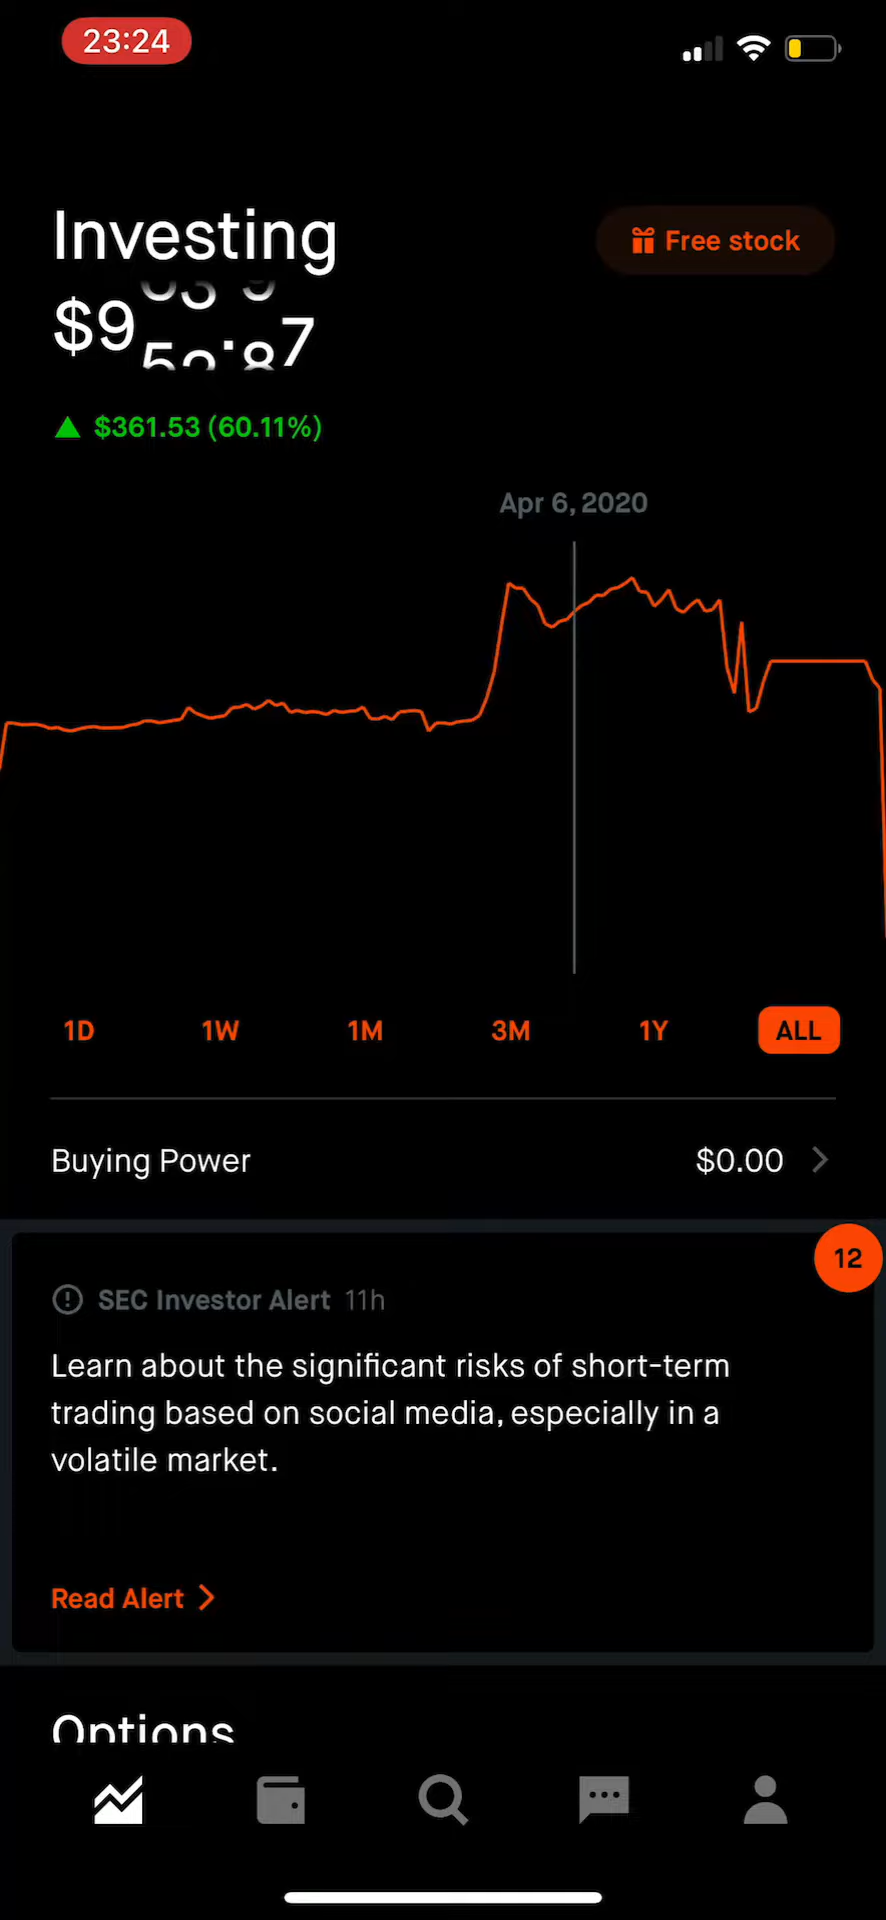 23:24
Investing
Free stock
$361.53 (60.11%)
Apr 6, 2020
1D 1W 1M 3M 1Y ALL
Buying Power $0.00
12
SEC Investor Alert 11h
Learn about the significant risks of short-term
trading based on social media, especially in a
volatile market.
Read Alert
Options